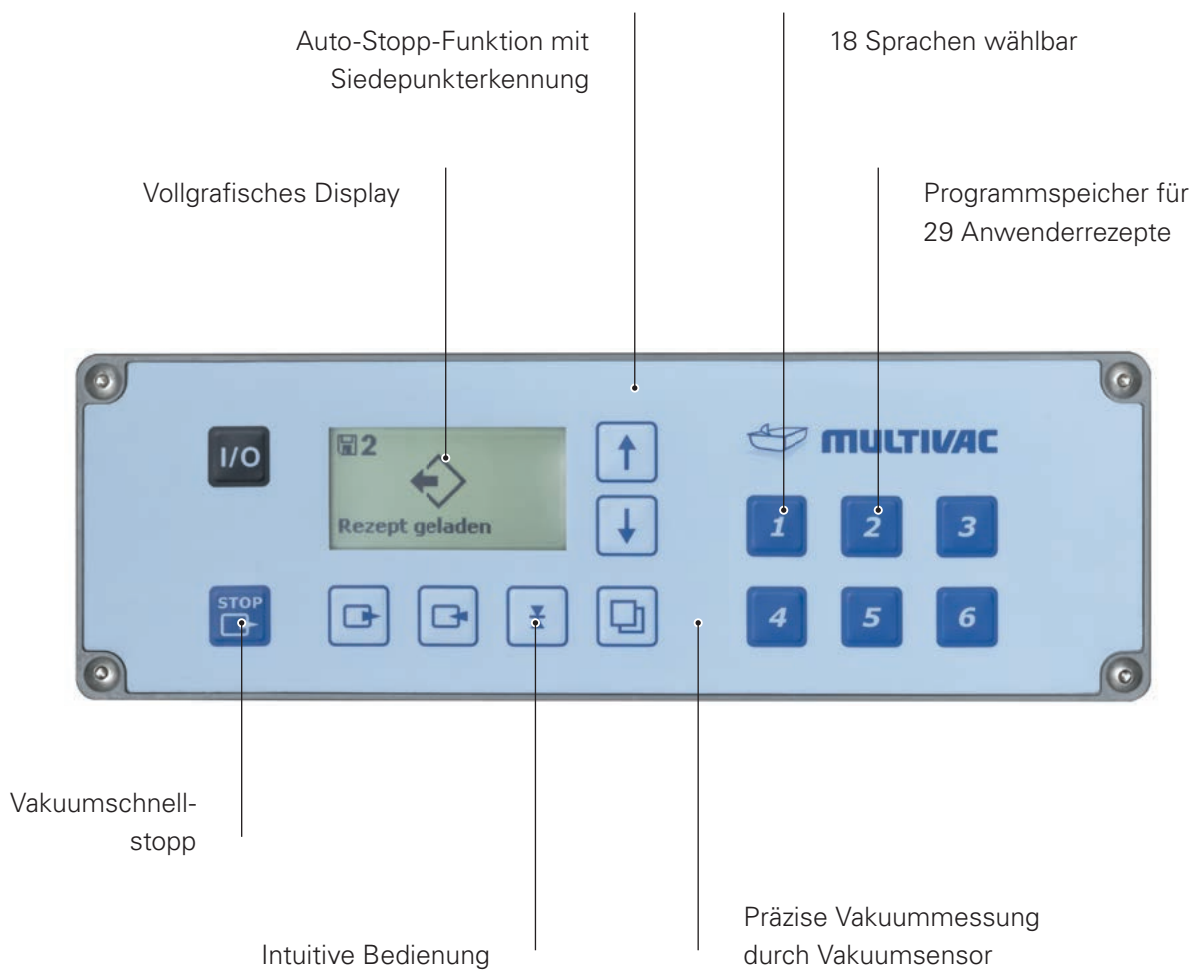 Auto-Stopp-Funktion mit
Siedepunkterkennung
18 Sprachen wählbar
Vollgrafisches Display
Programmspeicher für
29 Anwenderrezepte
I/O
2
Rezept geladen
MULTIVAC
1
2
3
STOP
4
5
6
Vakuumschnell-
stopp
Intuitive Bedienung
Präzise Vakuummessung
durch Vakuumsensor